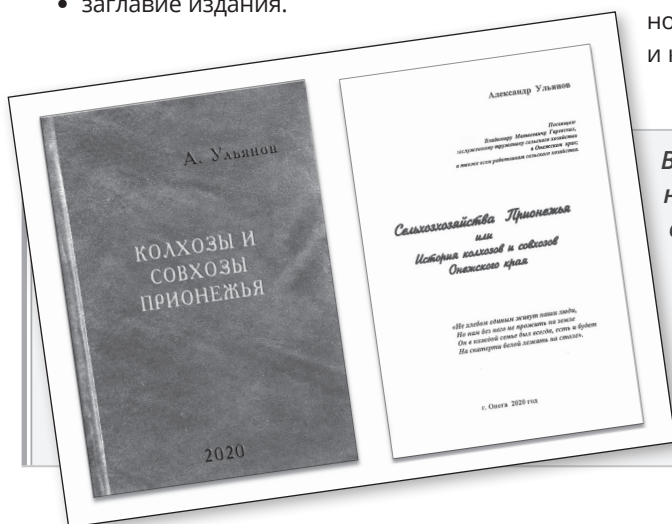 • заглавие издания.
но
и
А. Ульянов
КОЛХОЗЫ И
СОВХОЗЫ
ПРИОНЕЖЬЯ
2020
Александр Ульянов
Посвящаю
Владимиру Матвеевичу
заслуженному труженику сельского хозяйства
в Онежском крае,
а также всем работникам сельского хозяйства.
Сельхозхозяйства Прионежья
или
История колхозов и совхозов
Онежского края
«Не хлебом единым живут наши люди,
Но нам без него не прожить на земле
Он в каждой семье был всегда, есть и будет
На скатерти белой лежать на столе».
г. Онега 2020 год